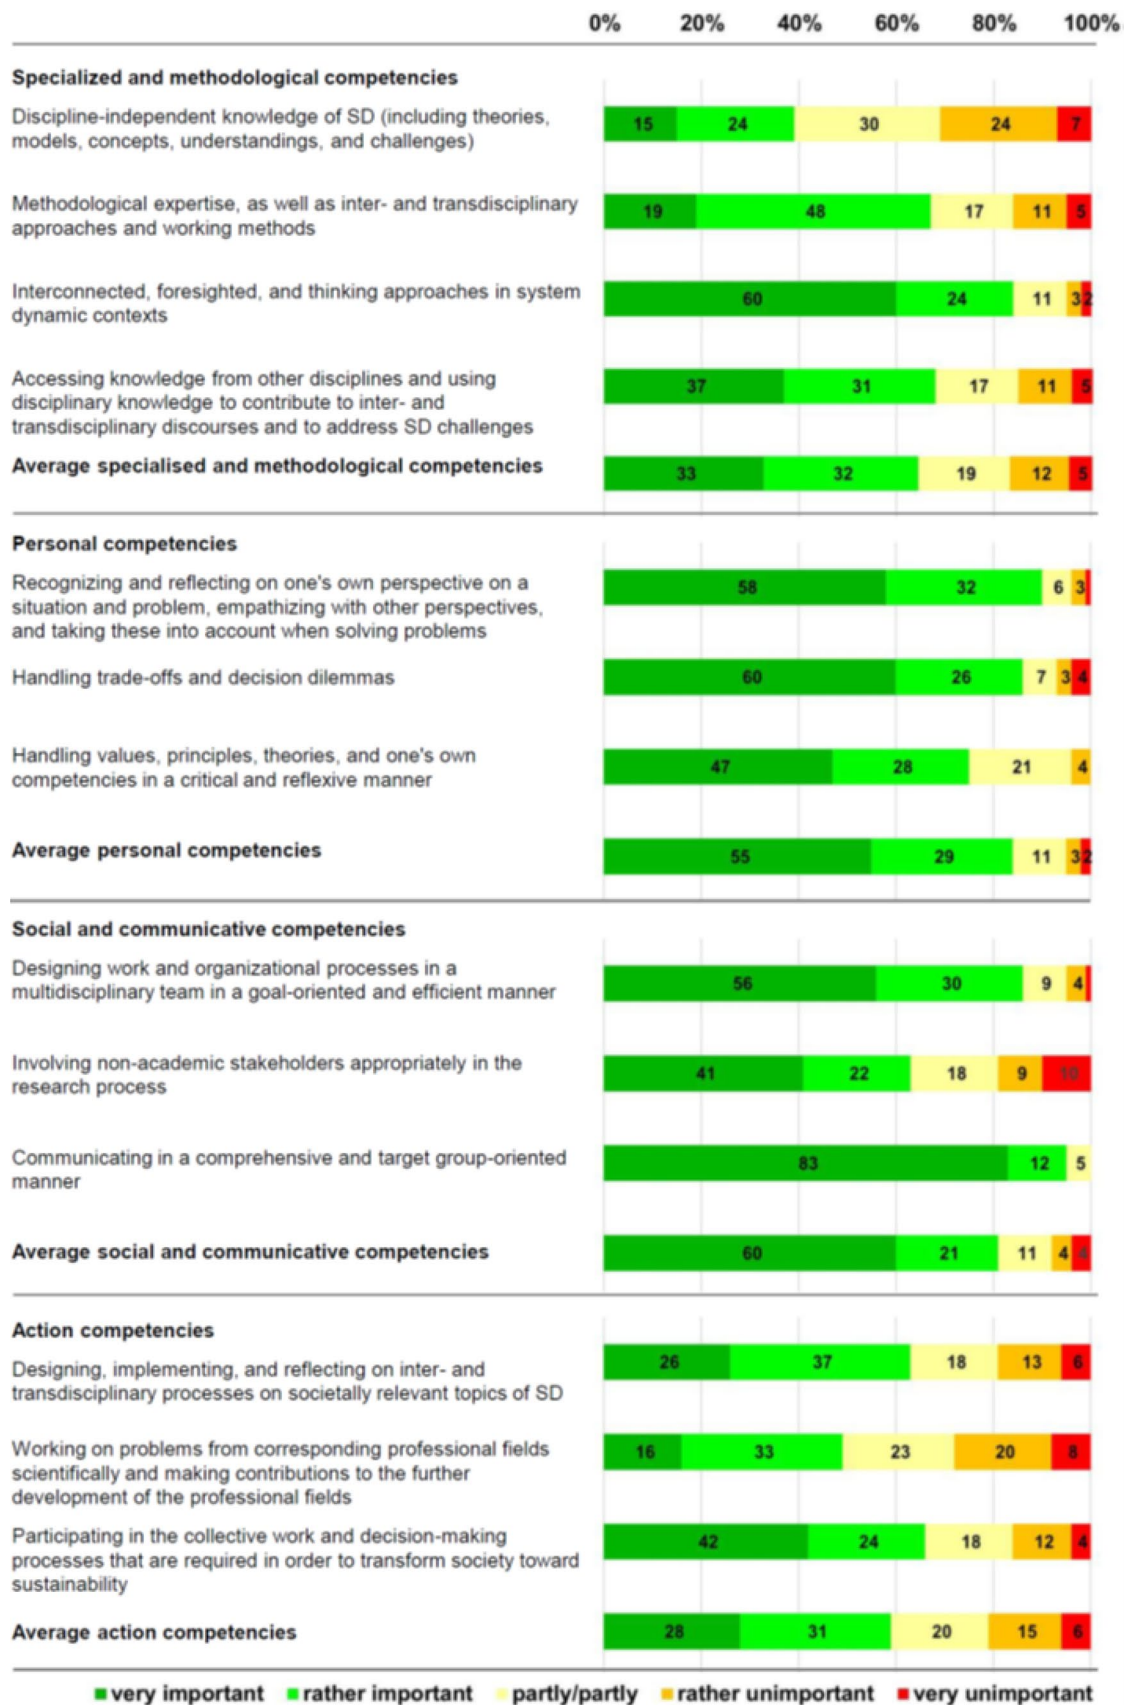 0% 20% 40% 60% 80% 100%
Specialized and methodological competencies
Discipline-independent knowledge of SD (including theories,
models, concepts, understandings, and challenges)
15 24 30 24 7
Methodological expertise, as well as inter- and transdisciplinary
approaches and working methods
19 48 17 11 5
Interconnected, foresighted, and thinking approaches in system
dynamic contexts
60 24 11 3 2
Accessing knowledge from other disciplines and using
disciplinary knowledge to contribute to inter- and
transdisciplinary discourses and to address SD challenges
37 31 17 11 5
Average specialised and methodological competencies
33 32 19 12 5
Personal competencies
Recognizing and reflecting on one's own perspective on a
situation and problem, empathizing with other perspectives,
and taking these into account when solving problems
58 32 6 3
Handling trade-offs and decision dilemmas
60 26 7 3 4
Handling values, principles, theories, and one's own
competencies in a critical and reflexive manner
47 28 21 4
Average personal competencies
55 29 11 3 2
Social and communicative competencies
Designing work and organizational processes in a
multidisciplinary team in a goal-oriented and efficient manner
56 30 9 4
Involving non-academic stakeholders appropriately in the
research process
41 22 18 9 10
Communicating in a comprehensive and target group-oriented
manner
83 12 5
Average social and communicative competencies
60 21 11 4 4
Action competencies
Designing, implementing, and reflecting on inter- and
transdisciplinary processes on societally relevant topics of SD
26 37 18 13 6
Working on problems from corresponding professional fields
scientifically and making contributions to the further
development of the professional fields
16 33 23 20 8
Participating in the collective work and decision-making
processes that are required in order to transform society toward
sustainability
42 24 18 12 4
Average action competencies
28 31 20 15 6
very important rather important partly/partly rather unimportant very unimportant